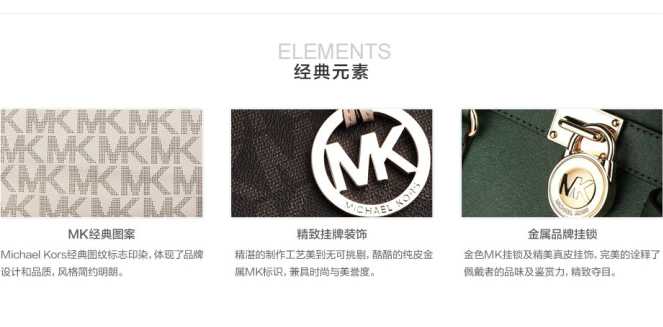 ELEMENTS
经典元素
MK MK MK MK
MICHAEL KORS
MK
MK经典图案
精致挂牌装饰
金属品牌挂锁
Michael Kors经典图纹标志印染，体现了品牌
设计和品质，风格简约明朗。
精湛的制作工艺美到无可挑剔，酷酷的纯皮金
属MK标识，兼具时尚与美誉度。
金色MK挂锁及精美真皮挂饰，完美的诠释了
佩戴者的品味及鉴赏力，精致夺目。